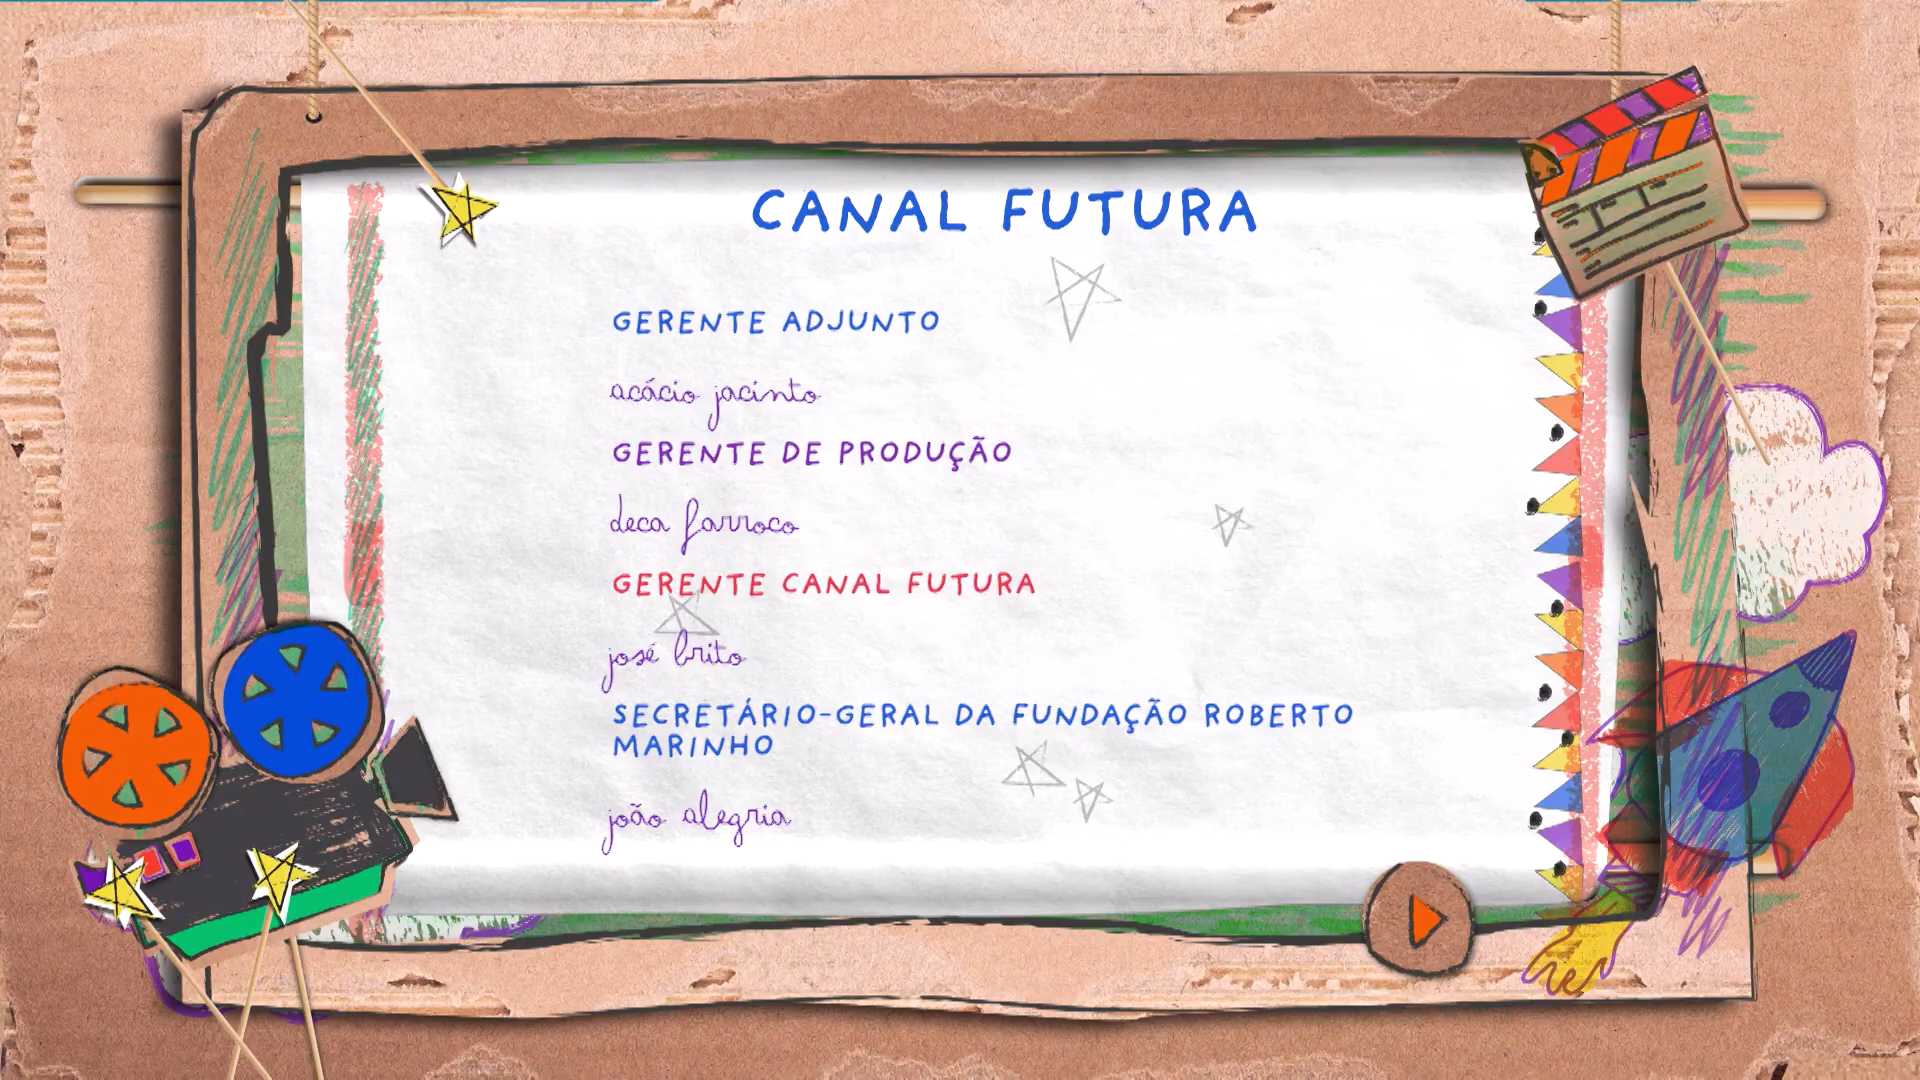 CANAL FUTURA
GERENTE ADJUNTO
acácio jacinto
GERENTE DE PRODUÇÃO
deca farroco
GERENTE CANAL FUTURA
josé brito
SECRETÁRIO-GERAL DA FUNDAÇÃO ROBERTO
MARINHO
joão alegria